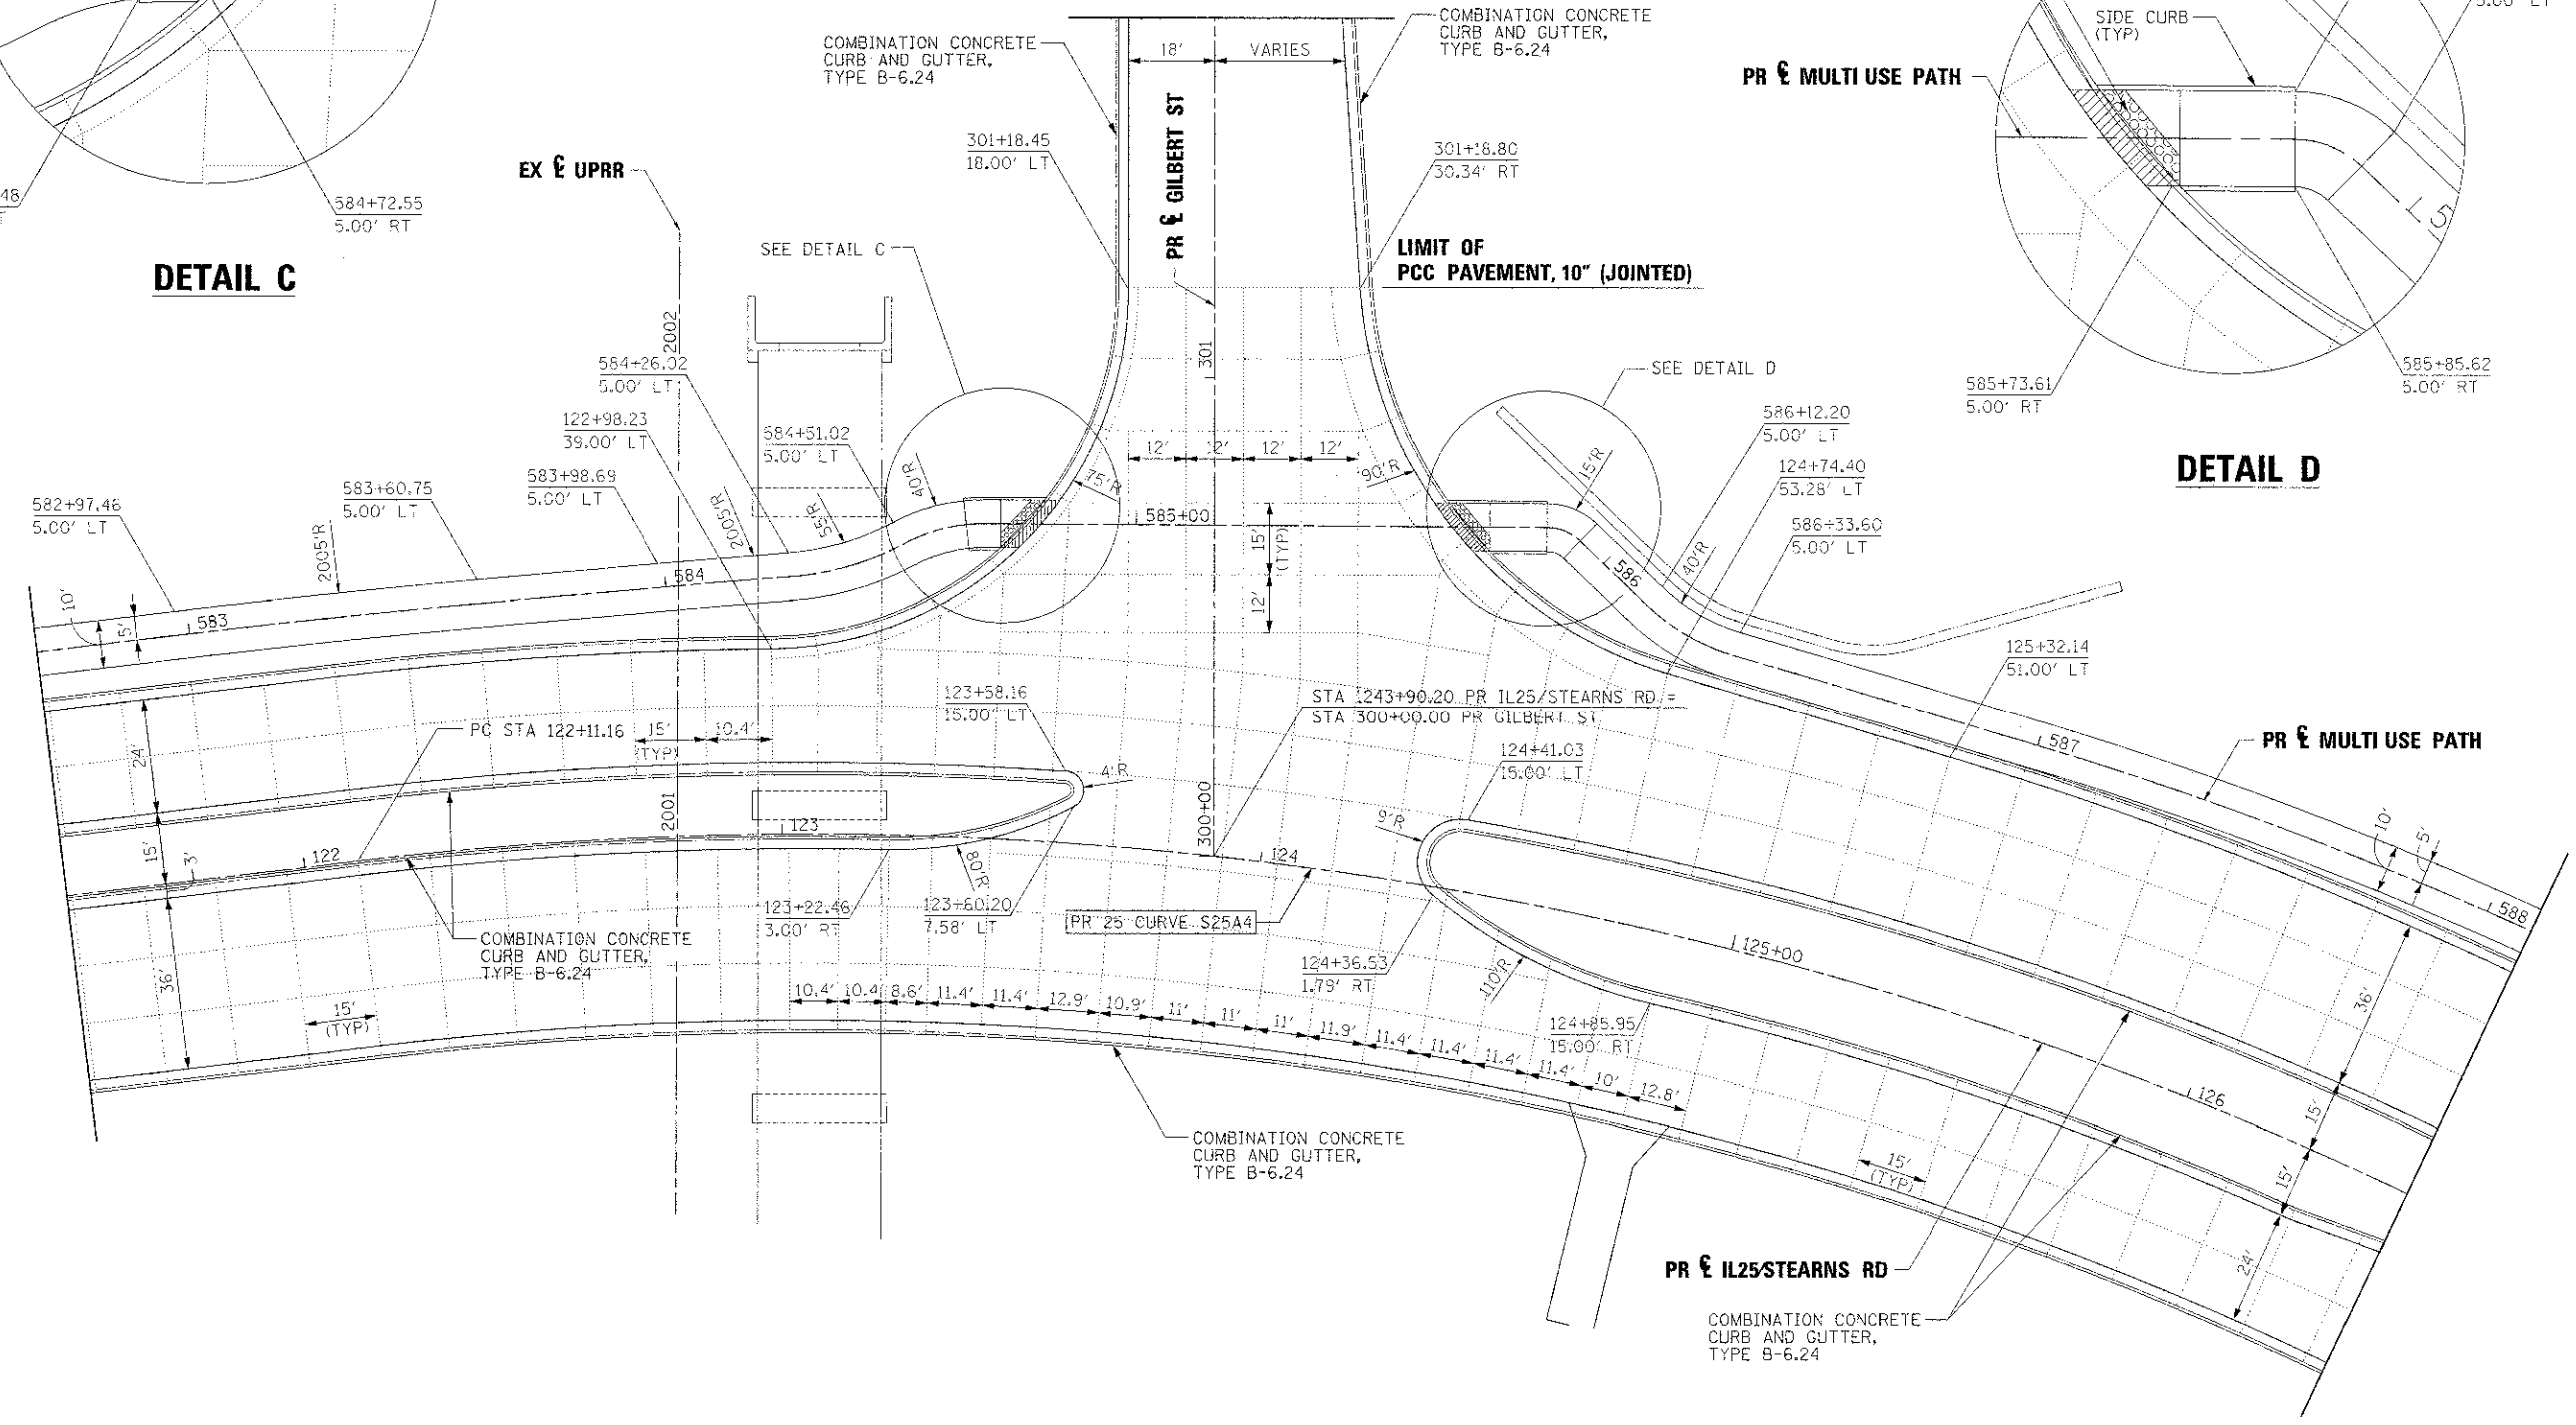 COMBINATION CONCRETE
CURB AND GUTTER,
TYPE B-6.24
18'
VARIES
COMBINATION CONCRETE
CURB AND GUTTER,
TYPE B-6.24
SIDE CURB
(TYP)
PR ℄ MULTI USE PATH
EX ℄ UPRR
PR ℄ GILBERT ST
301+18.45
18.00' LT
301+18.80
30.34' RT
584+72.55
5.00' RT
DETAIL C
SEE DETAIL C
LIMIT OF
PCC PAVEMENT, 10" (JOINTED)
2002
301
584+26.02
5.00' LT
SEE DETAIL D
585+73.61
5.00' RT
585+85.62
5.00' RT
DETAIL D
122+98.23
39.00' LT
584+51.02
5.00' LT
583+98.69
5.00' LT
583+60.75
5.00' LT
582+97.46
5.00' LT
2005'R
2005'R
55'R
40'R
75'R
12'
12'
12'
12'
90'R
15'R
586+12.20
5.00' LT
124+74.40
53.28' LT
586+33.60
5.00' LT
40'R
585+00
15'
(TYP)
12'
586
10'
5'
583
584
125+32.14
51.00' LT
123+58.16
15.00' LT
STA 1243+90.20 PR IL25/STEARNS RD =
STA 300+00.00 PR GILBERT ST
PC STA 122+11.16
15'
(TYP)
10.4'
24'
4'R
124+41.03
15.00' LT
587
PR ℄ MULTI USE PATH
2001
300+00
123
122
124
15'
3'
9'R
80'R
10'
5'
588
123+22.46
3.00' RT
123+60.20
7.58' LT
PR 25 CURVE S25A4
COMBINATION CONCRETE
CURB AND GUTTER,
TYPE B-6.24
36'
125+00
124+36.53
1.79' RT
110'R
10.4'
10.4'
8.6'
11.4'
11.4'
12.9'
10.9'
11'
11'
11'
11.9'
11.4'
11.4'
11.4'
11.4'
10'
12.8'
15'
(TYP)
124+85.95
15.00' RT
36'
126
15'
15'
24'
COMBINATION CONCRETE
CURB AND GUTTER,
TYPE B-6.24
15'
(TYP)
PR ℄ IL25/STEARNS RD
COMBINATION CONCRETE
CURB AND GUTTER,
TYPE B-6.24